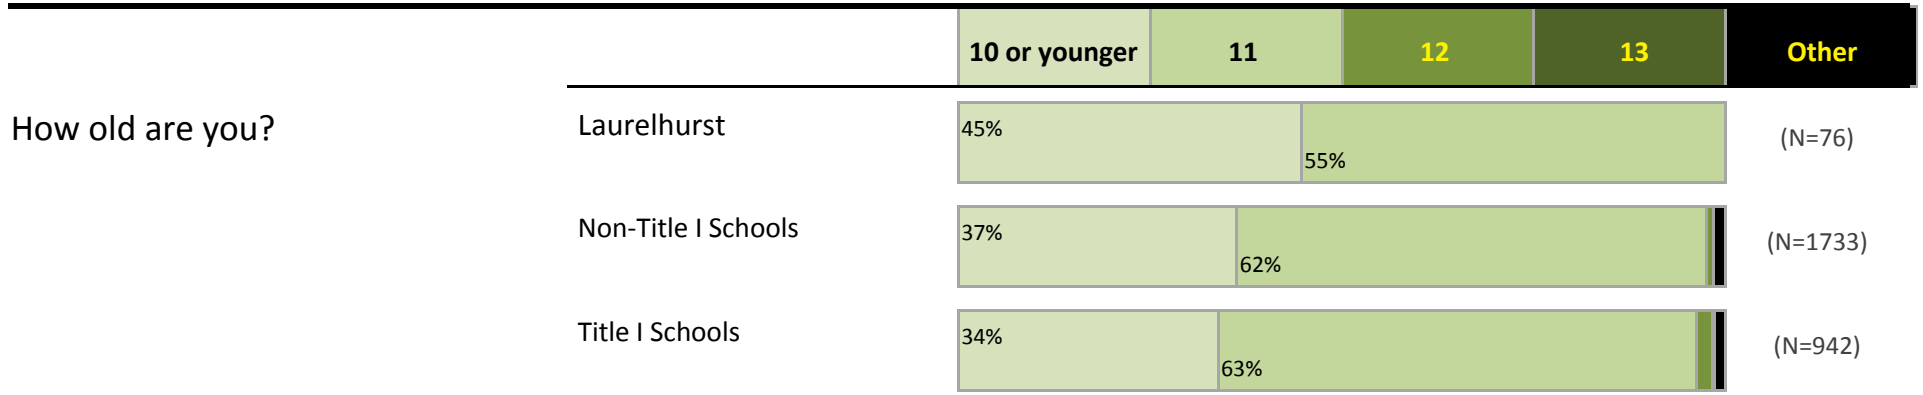 10 or younger 11 12 13 Other
How old are you? Laurelhurst 45% 55% (N=76)
Non-Title I Schools 37% 62% (N=1733)
Title I Schools 34% 63% (N=942)